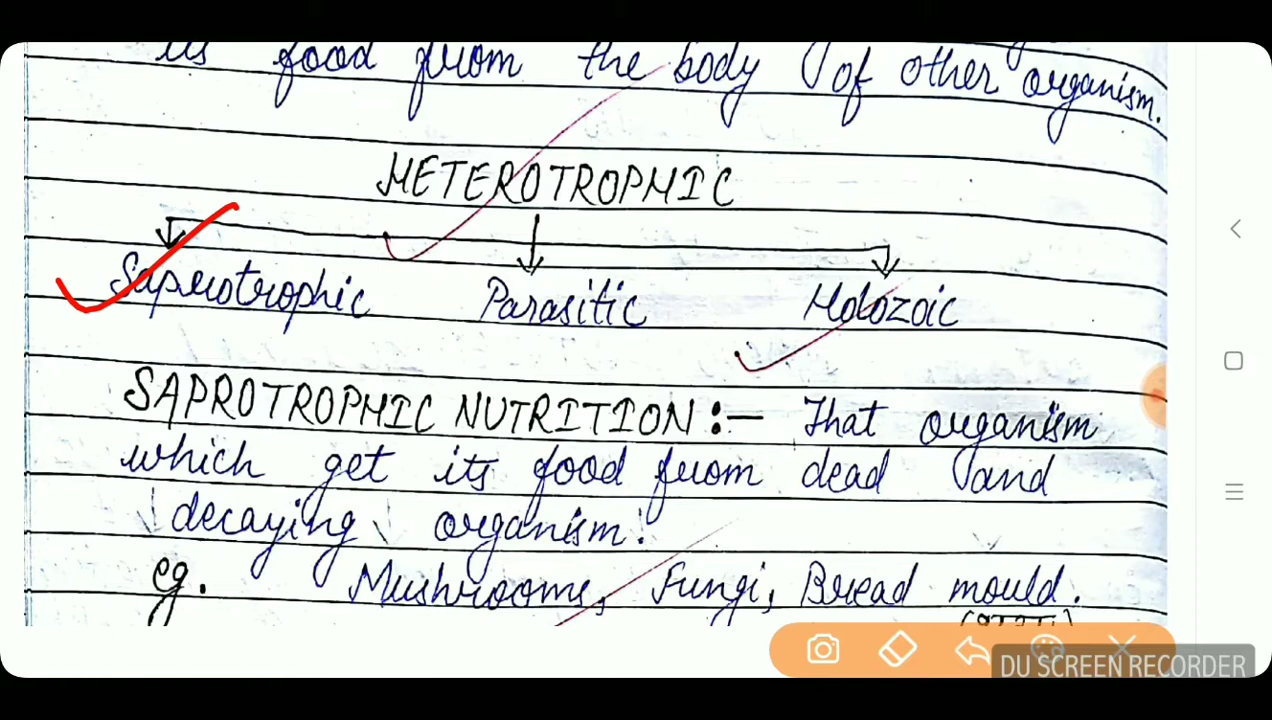 its food from the body of other organism.
HETEROTROPHIC
Saprotrophic Parasitic Holozoic
SAPROTROPHIC NUTRITION :- That organism
which get its food from dead and
decaying organism.
eg. Mushrooms, Fungi, Bread mould.
DU SCREEN RECORDER